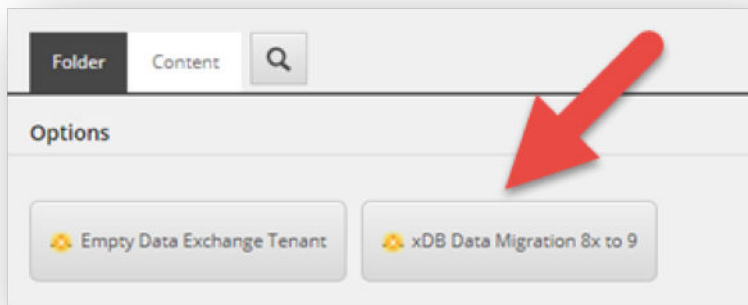 Folder Content
Options
Empty Data Exchange Tenant xDB Data Migration 8x to 9